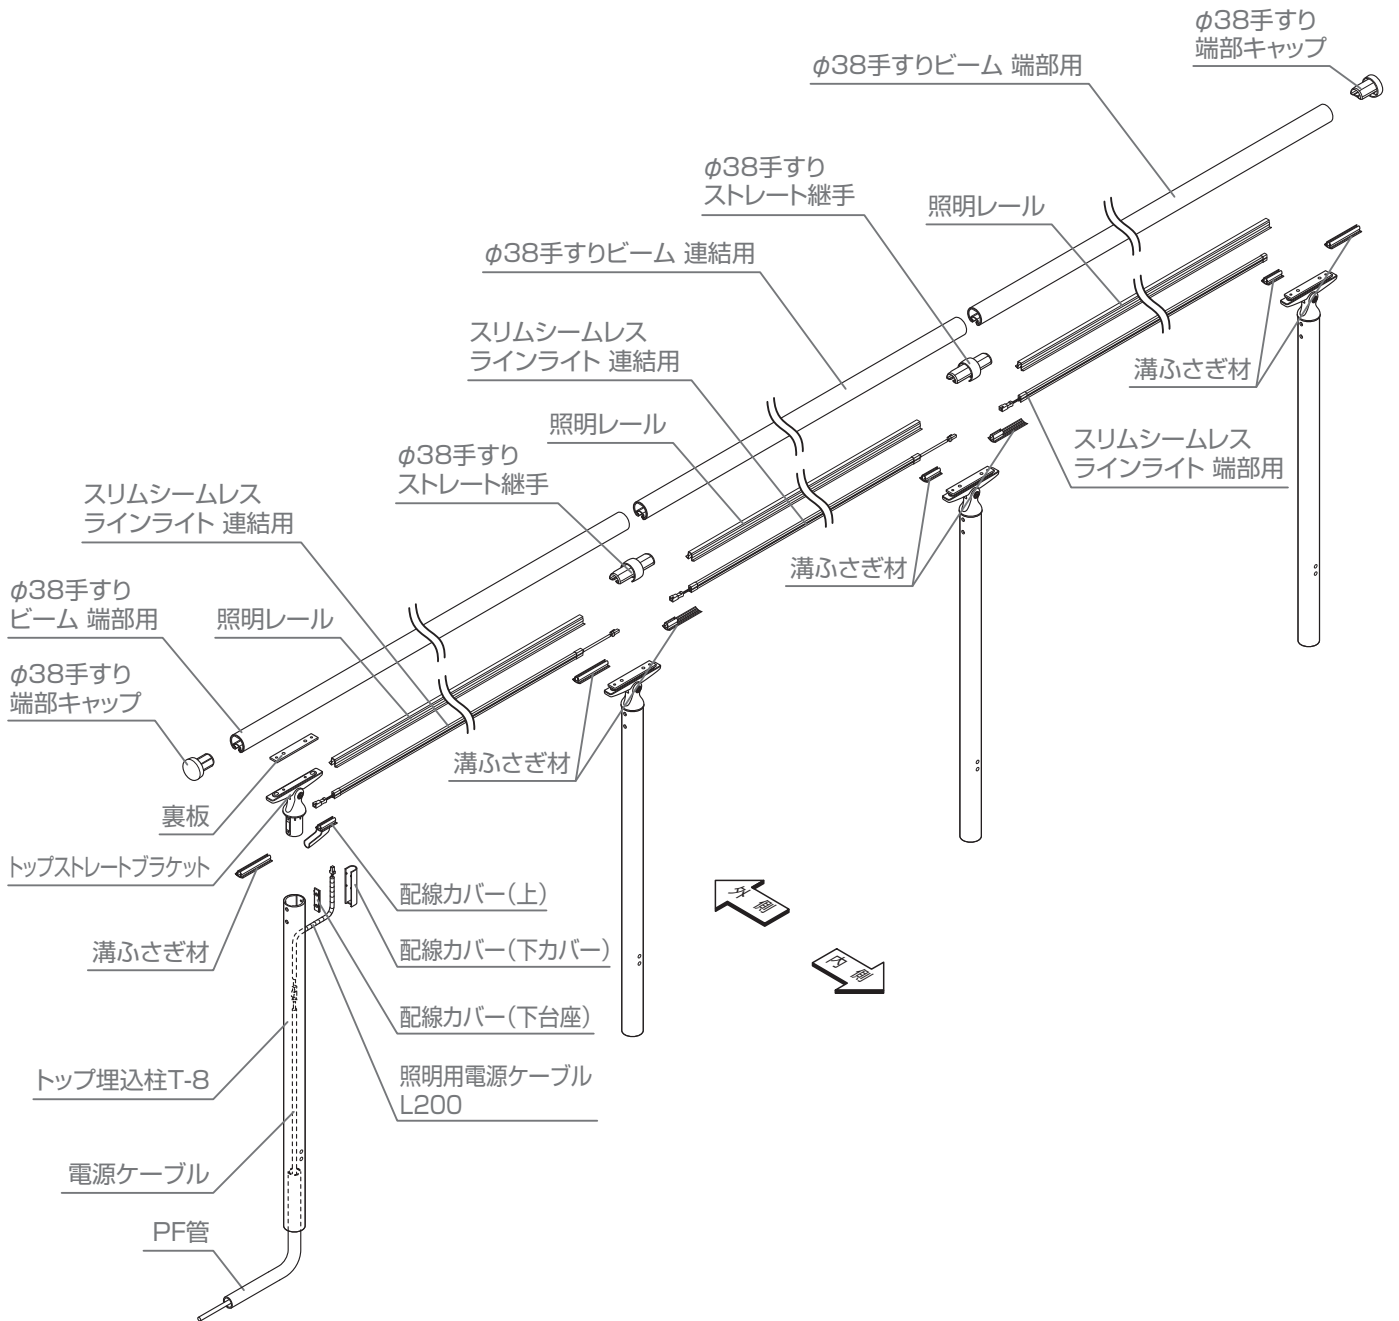 φ38手すり
端部キャップ
φ38手すりビーム 端部用
φ38手すり
ストレート継手
照明レール
φ38手すりビーム 連結用
スリムシームレス
ラインライト 連結用
溝ふさぎ材
照明レール
スリムシームレス
ラインライト 端部用
φ38手すり
ストレート継手
スリムシームレス
ラインライト 連結用
溝ふさぎ材
φ38手すり
ビーム 端部用
照明レール
φ38手すり
端部キャップ
溝ふさぎ材
裏板
トップストレートブラケット
配線カバー(上)
外側
溝ふさぎ材
配線カバー(下カバー)
内側
配線カバー(下台座)
トップ埋込柱T-8
照明用電源ケーブル
L200
電源ケーブル
PF管